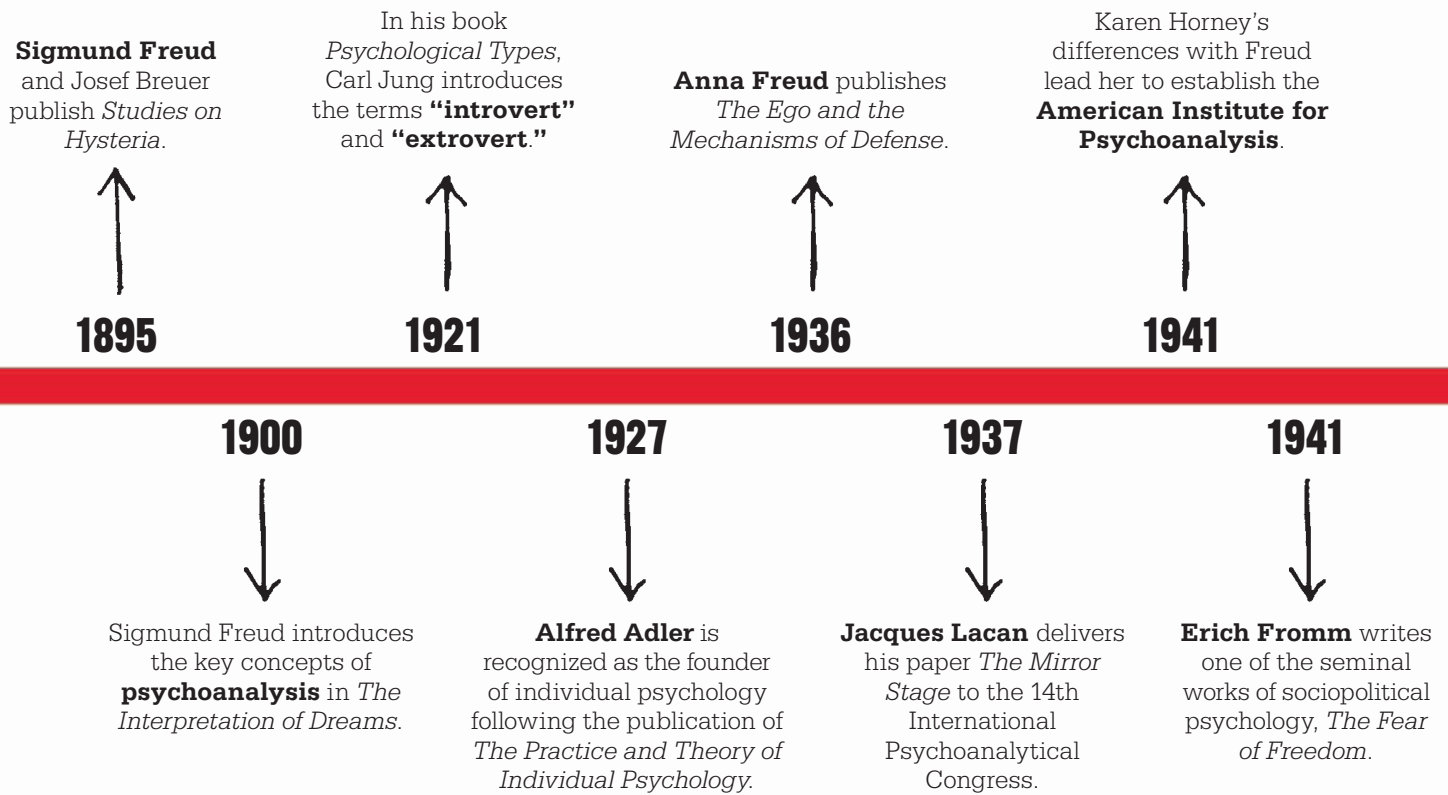 Sigmund Freud
and Josef Breuer
publish Studies on
Hysteria.
In his book
Psychological Types,
Carl Jung introduces
the terms “introvert”
and “extrovert.”
Anna Freud publishes
The Ego and the
Mechanisms of Defense.
Karen Horney’s
differences with Freud
lead her to establish the
American Institute for
Psychoanalysis.
1895
1921
1936
1941
1900
1927
1937
1941
Sigmund Freud introduces
the key concepts of
psychoanalysis in The
Interpretation of Dreams.
Alfred Adler is
recognized as the founder
of individual psychology
following the publication of
The Practice and Theory of
Individual Psychology.
Jacques Lacan delivers
his paper The Mirror
Stage to the 14th
International
Psychoanalytical
Congress.
Erich Fromm writes
one of the seminal
works of sociopolitical
psychology, The Fear
of Freedom.